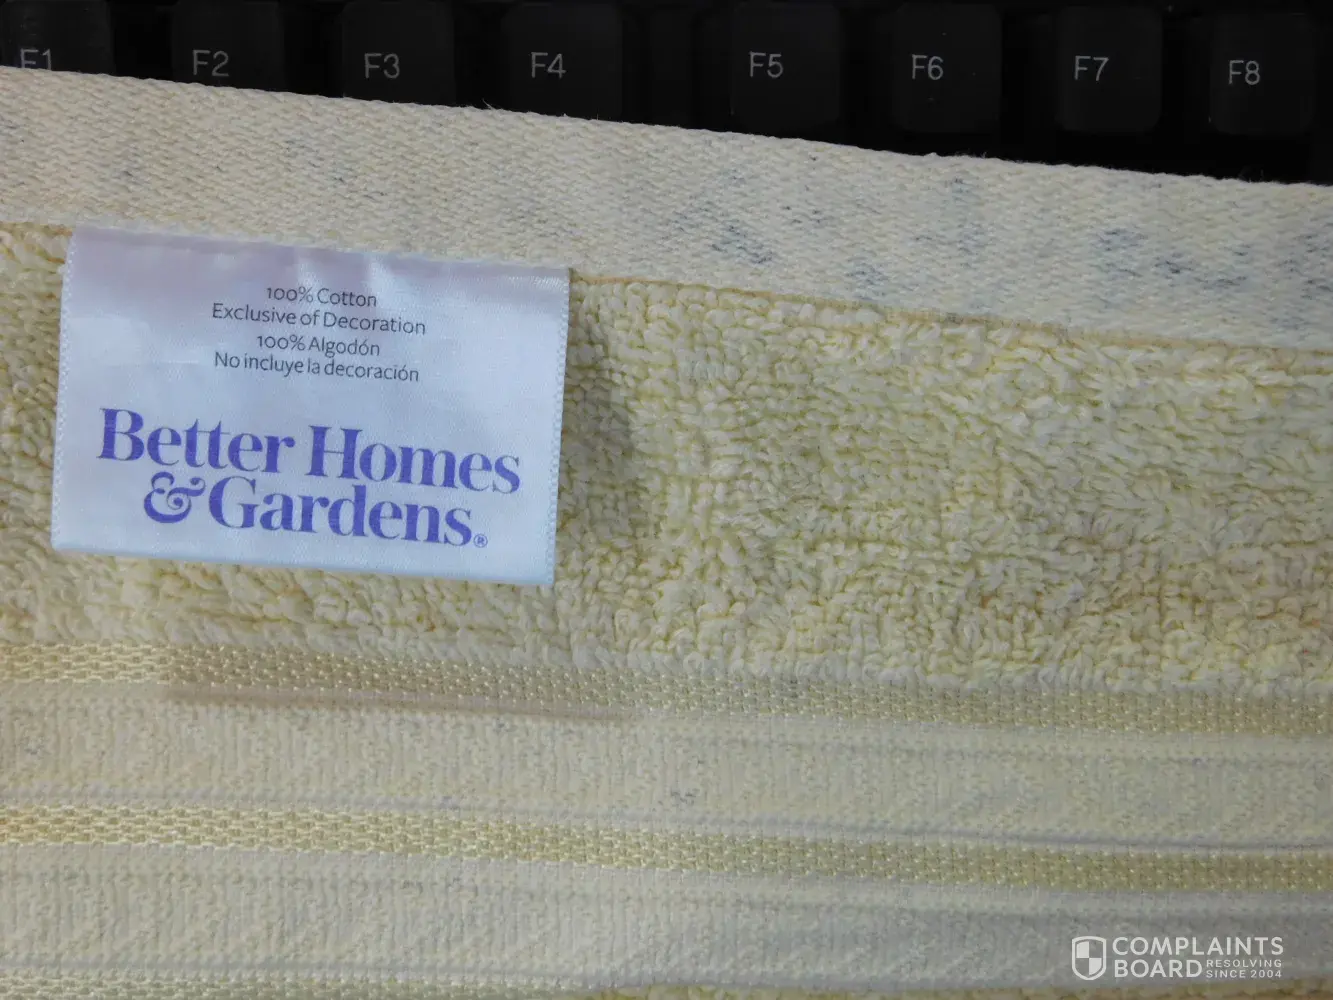 F1 F2 F3 F4 F5 F6 F7 F8
100% Cotton
Exclusive of Decoration
100% Algodón
No incluye la decoración
Better Homes
& Gardens®
COMPLAINTS
BOARD RESOLVING
SINCE 2004